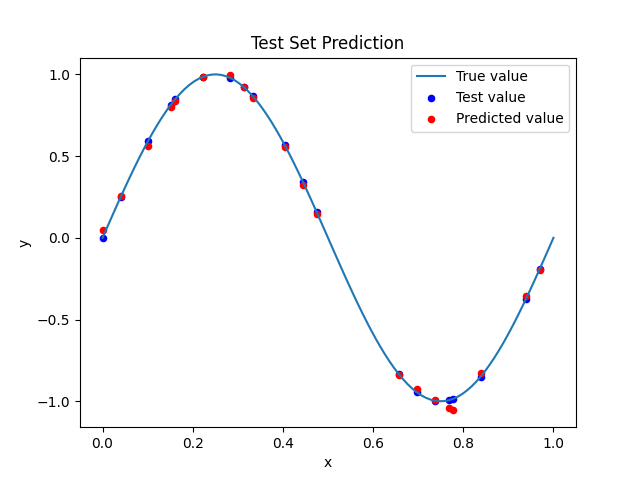 Test Set Prediction
True value
Test value
Predicted value
1.0
0.5
0.0
−0.5
−1.0
y
0.0
0.2
0.4
0.6
0.8
1.0
x